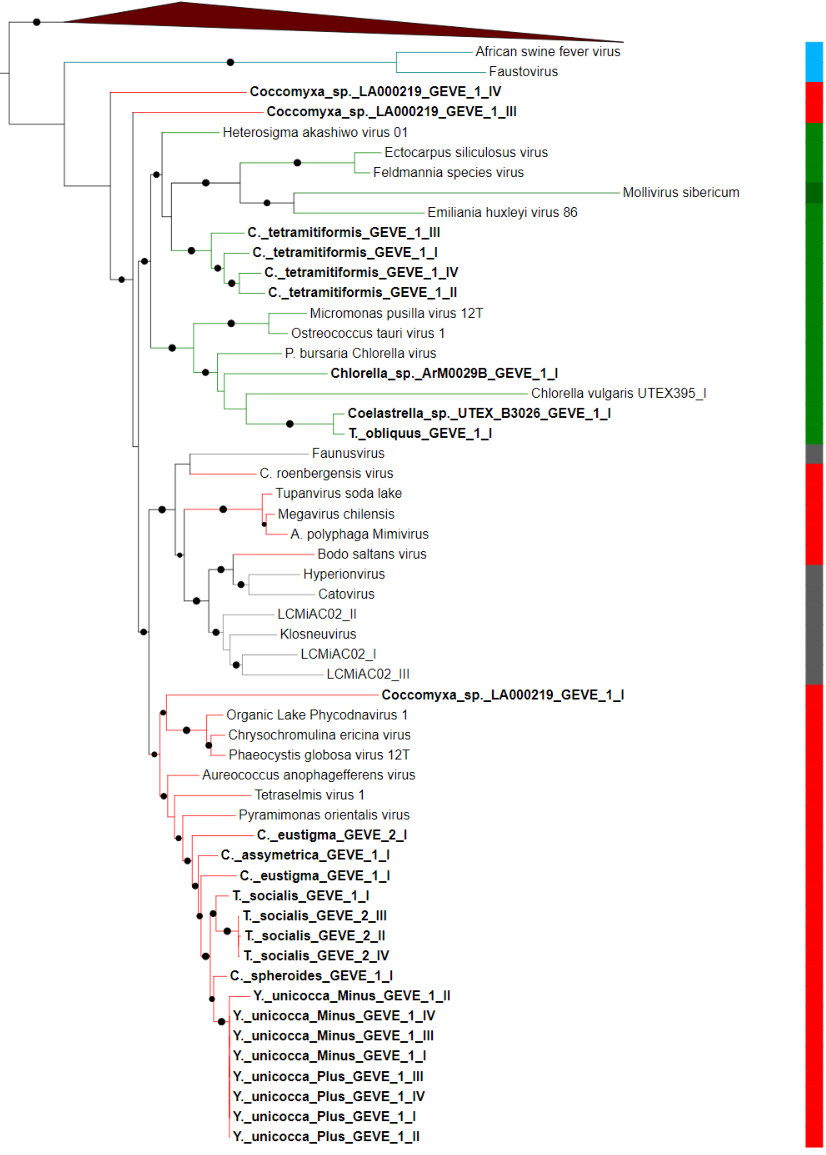 African swine fever virus
Faustovirus
Coccomyxa_sp._LA000219_GEVE_1_IV
Coccomyxa_sp._LA000219_GEVE_1_III
Heterosigma akashiwo virus 01
Ectocarpus siliculosus virus
Feldmannia species virus
Mollivirus sibericum
Emiliania huxleyi virus 86
C._tetramitiformis_GEVE_1_III
C._tetramitiformis_GEVE_1_I
C._tetramitiformis_GEVE_1_IV
C._tetramitiformis_GEVE_1_II
Micromonas pusilla virus 12T
Ostreococcus tauri virus 1
P. bursaria Chlorella virus
Chlorella_sp._ArM0029B_GEVE_1_I
Chlorella vulgaris UTEX395_I
Coelastrella_sp._UTEX_B3026_GEVE_1_I
T._obliquus_GEVE_1_I
Faunusvirus
C. roenbergensis virus
Tupanvirus soda lake
Megavirus chilensis
A. polyphaga Mimivirus
Bodo saltans virus
Hyperionvirus
Catovirus
LCMiAC02_II
Klosneuvirus
LCMiAC02_I
LCMiAC02_III
Coccomyxa_sp._LA000219_GEVE_1_I
Organic Lake Phycodnavirus 1
Chrysochromulina ericina virus
Phaeocystis globosa virus 12T
Aureococcus anophagefferens virus
Tetraselmis virus 1
Pyramimonas orientalis virus
C._eustigma_GEVE_2_I
C._assymetrica_GEVE_1_I
C._eustigma_GEVE_1_I
T._socialis_GEVE_1_I
T._socialis_GEVE_2_III
T._socialis_GEVE_2_II
T._socialis_GEVE_2_IV
C._spheroides_GEVE_1_I
Y._unicocca_Minus_GEVE_1_II
Y._unicocca_Minus_GEVE_1_IV
Y._unicocca_Minus_GEVE_1_III
Y._unicocca_Minus_GEVE_1_I
Y._unicocca_Plus_GEVE_1_III
Y._unicocca_Plus_GEVE_1_IV
Y._unicocca_Plus_GEVE_1_I
Y._unicocca_Plus_GEVE_1_II